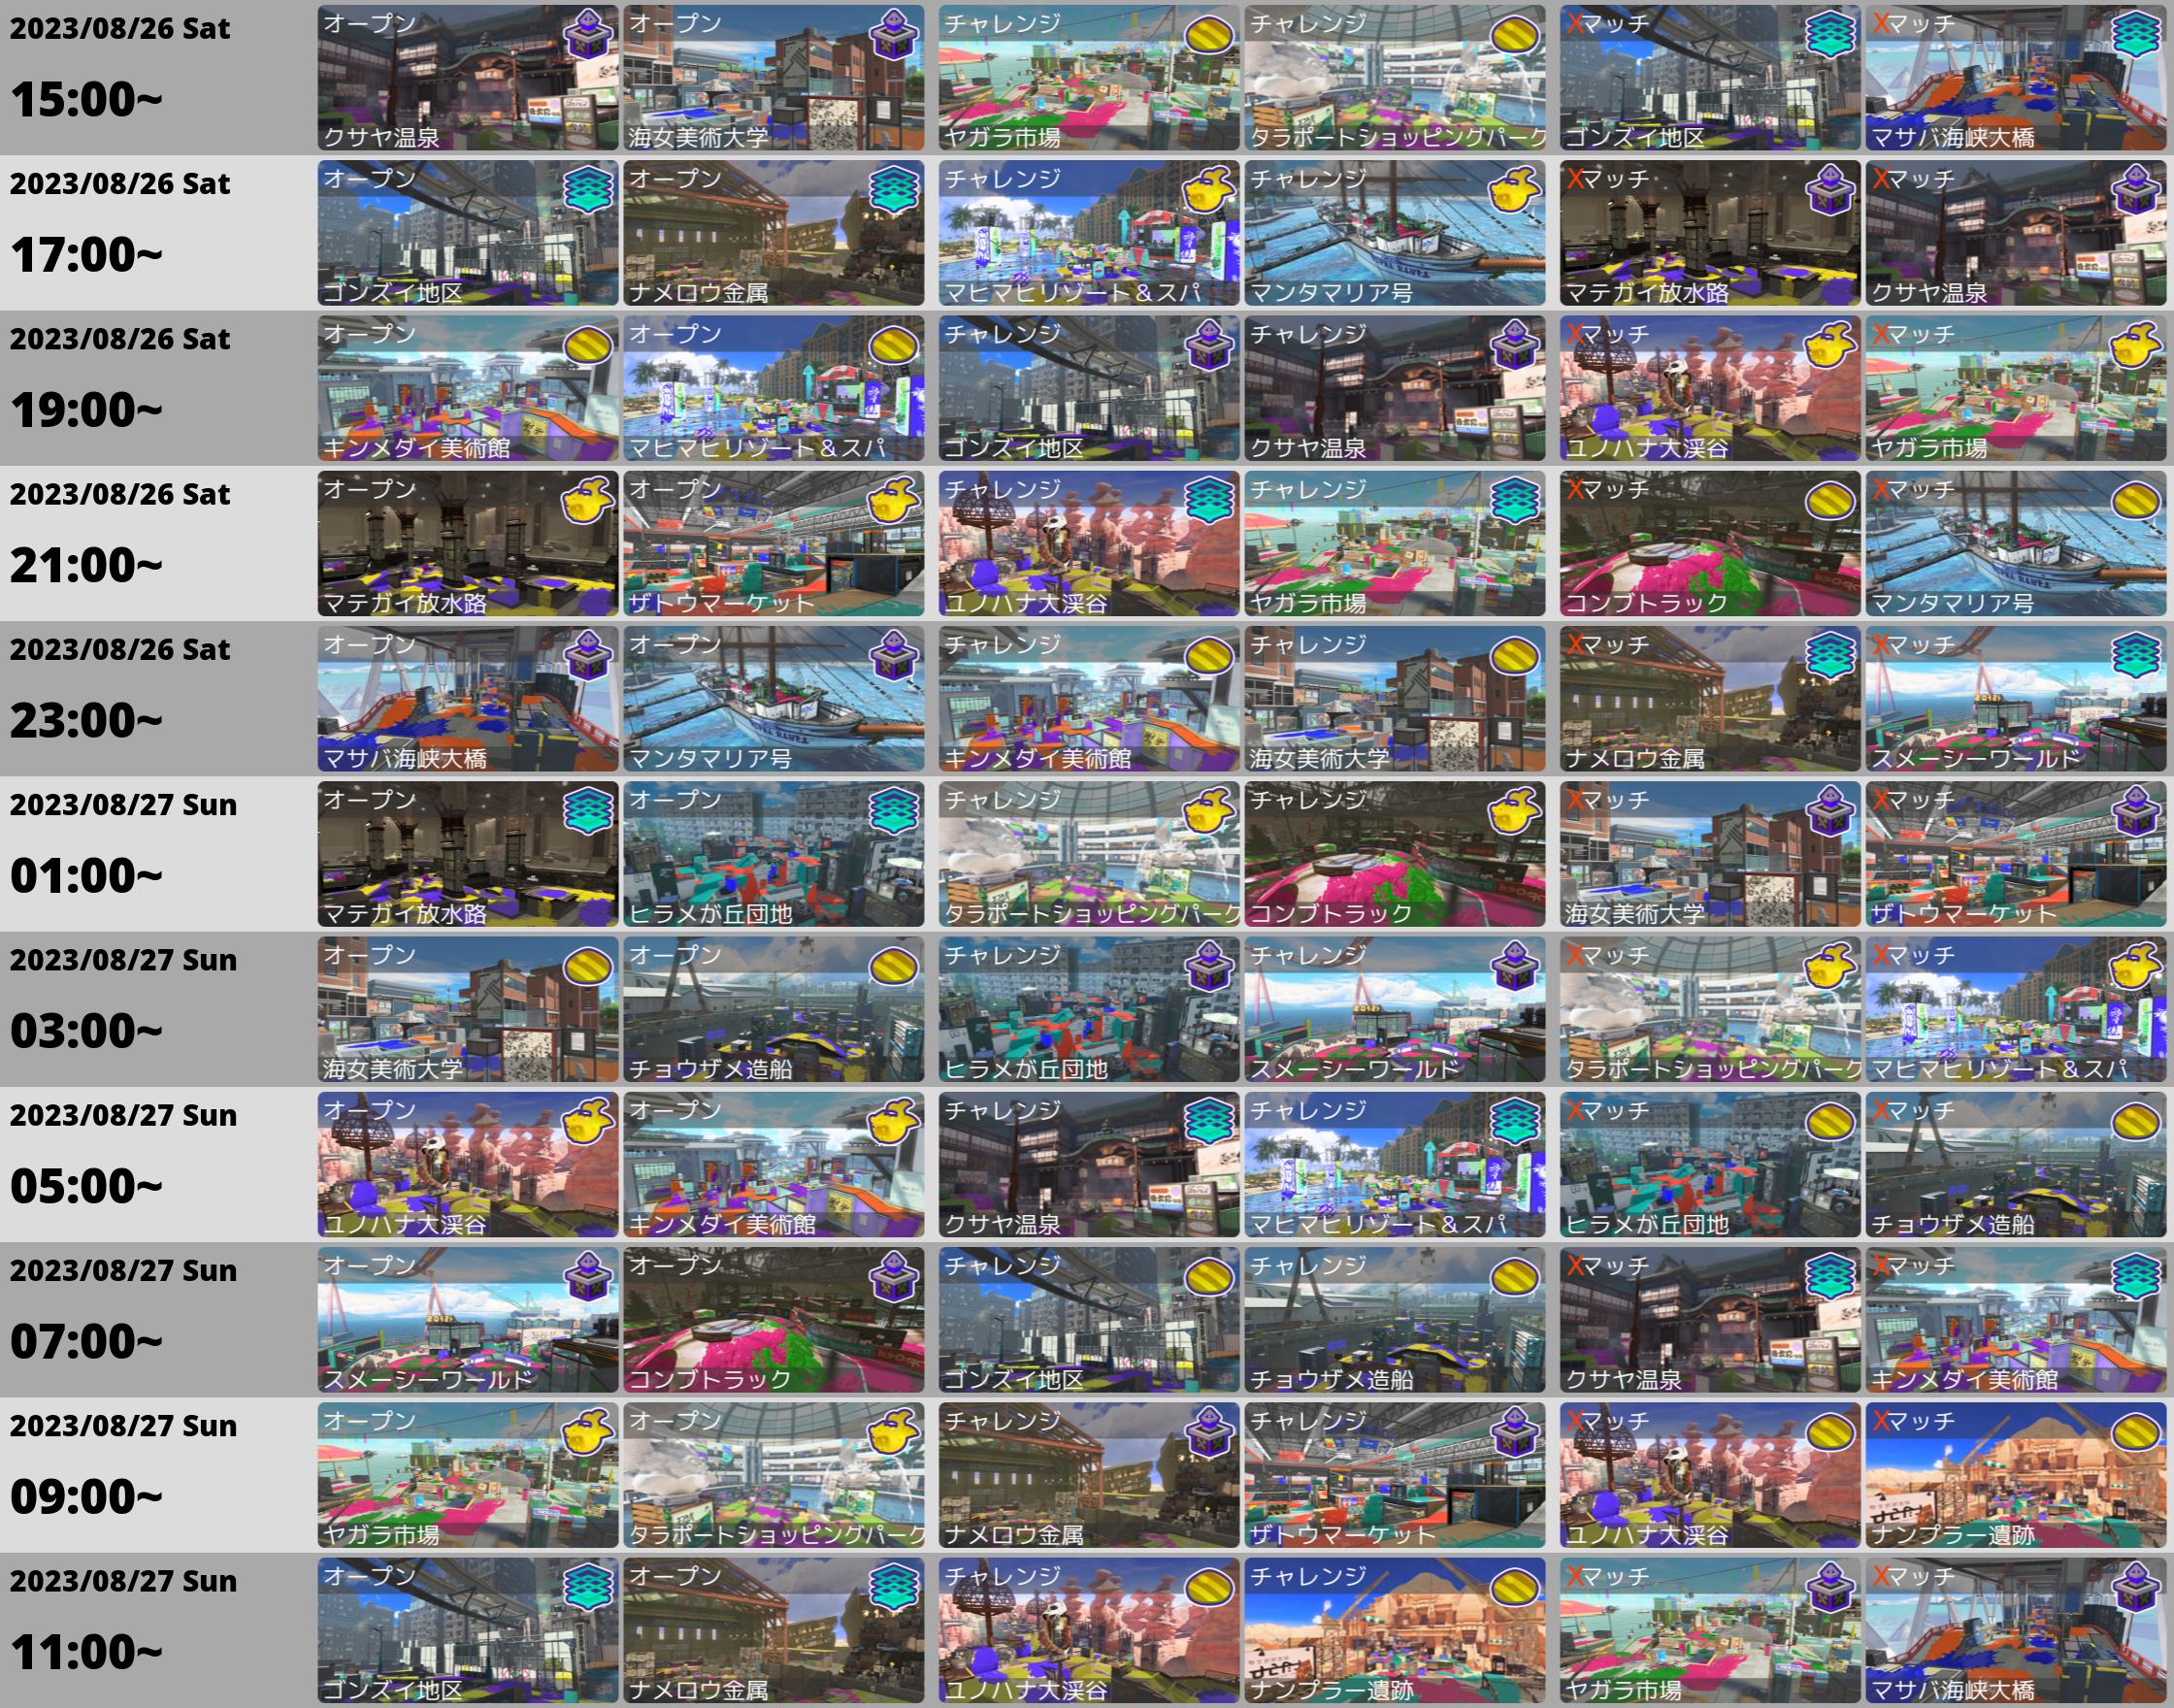 2023/08/26 Sat
15:00~
オープン オープン チャレンジ チャレンジ Xマッチ Xマッチ
クサヤ温泉 海女美術大学 ヤガラ市場 タラポートショッピングパーク ゴンズイ地区 マサバ海峡大橋
2023/08/26 Sat
17:00~
オープン オープン チャレンジ チャレンジ Xマッチ Xマッチ
ゴンズイ地区 ナメロウ金属 マヒマヒリゾート&スパ マンタマリア号 マテガイ放水路 クサヤ温泉
2023/08/26 Sat
19:00~
オープン オープン チャレンジ チャレンジ Xマッチ Xマッチ
キンメダイ美術館 マヒマヒリゾート&スパ ゴンズイ地区 クサヤ温泉 ユノハナ大渓谷 ヤガラ市場
2023/08/26 Sat
21:00~
オープン オープン チャレンジ チャレンジ Xマッチ Xマッチ
マテガイ放水路 ザトウマーケット ユノハナ大渓谷 ヤガラ市場 コンブトラック マンタマリア号
2023/08/26 Sat
23:00~
オープン オープン チャレンジ チャレンジ Xマッチ Xマッチ
マサバ海峡大橋 マンタマリア号 キンメダイ美術館 海女美術大学 ナメロウ金属 スメーシーワールド
2023/08/27 Sun
01:00~
オープン オープン チャレンジ チャレンジ Xマッチ Xマッチ
マテガイ放水路 ヒラメが丘団地 タラポートショッピングパーク コンブトラック 海女美術大学 ザトウマーケット
2023/08/27 Sun
03:00~
オープン オープン チャレンジ チャレンジ Xマッチ Xマッチ
海女美術大学 チョウザメ造船 ヒラメが丘団地 スメーシーワールド タラポートショッピングパーク マヒマヒリゾート&スパ
2023/08/27 Sun
05:00~
オープン オープン チャレンジ チャレンジ Xマッチ Xマッチ
ユノハナ大渓谷 キンメダイ美術館 クサヤ温泉 マヒマヒリゾート&スパ ヒラメが丘団地 チョウザメ造船
2023/08/27 Sun
07:00~
オープン オープン チャレンジ チャレンジ Xマッチ Xマッチ
スメーシーワールド コンブトラック ゴンズイ地区 チョウザメ造船 クサヤ温泉 キンメダイ美術館
2023/08/27 Sun
09:00~
オープン オープン チャレンジ チャレンジ Xマッチ Xマッチ
ヤガラ市場 タラポートショッピングパーク ナメロウ金属 ザトウマーケット ユノハナ大渓谷 ナンプラー遺跡
2023/08/27 Sun
11:00~
オープン オープン チャレンジ チャレンジ Xマッチ Xマッチ
ゴンズイ地区 ナメロウ金属 ユノハナ大渓谷 ナンプラー遺跡 ヤガラ市場 マサバ海峡大橋